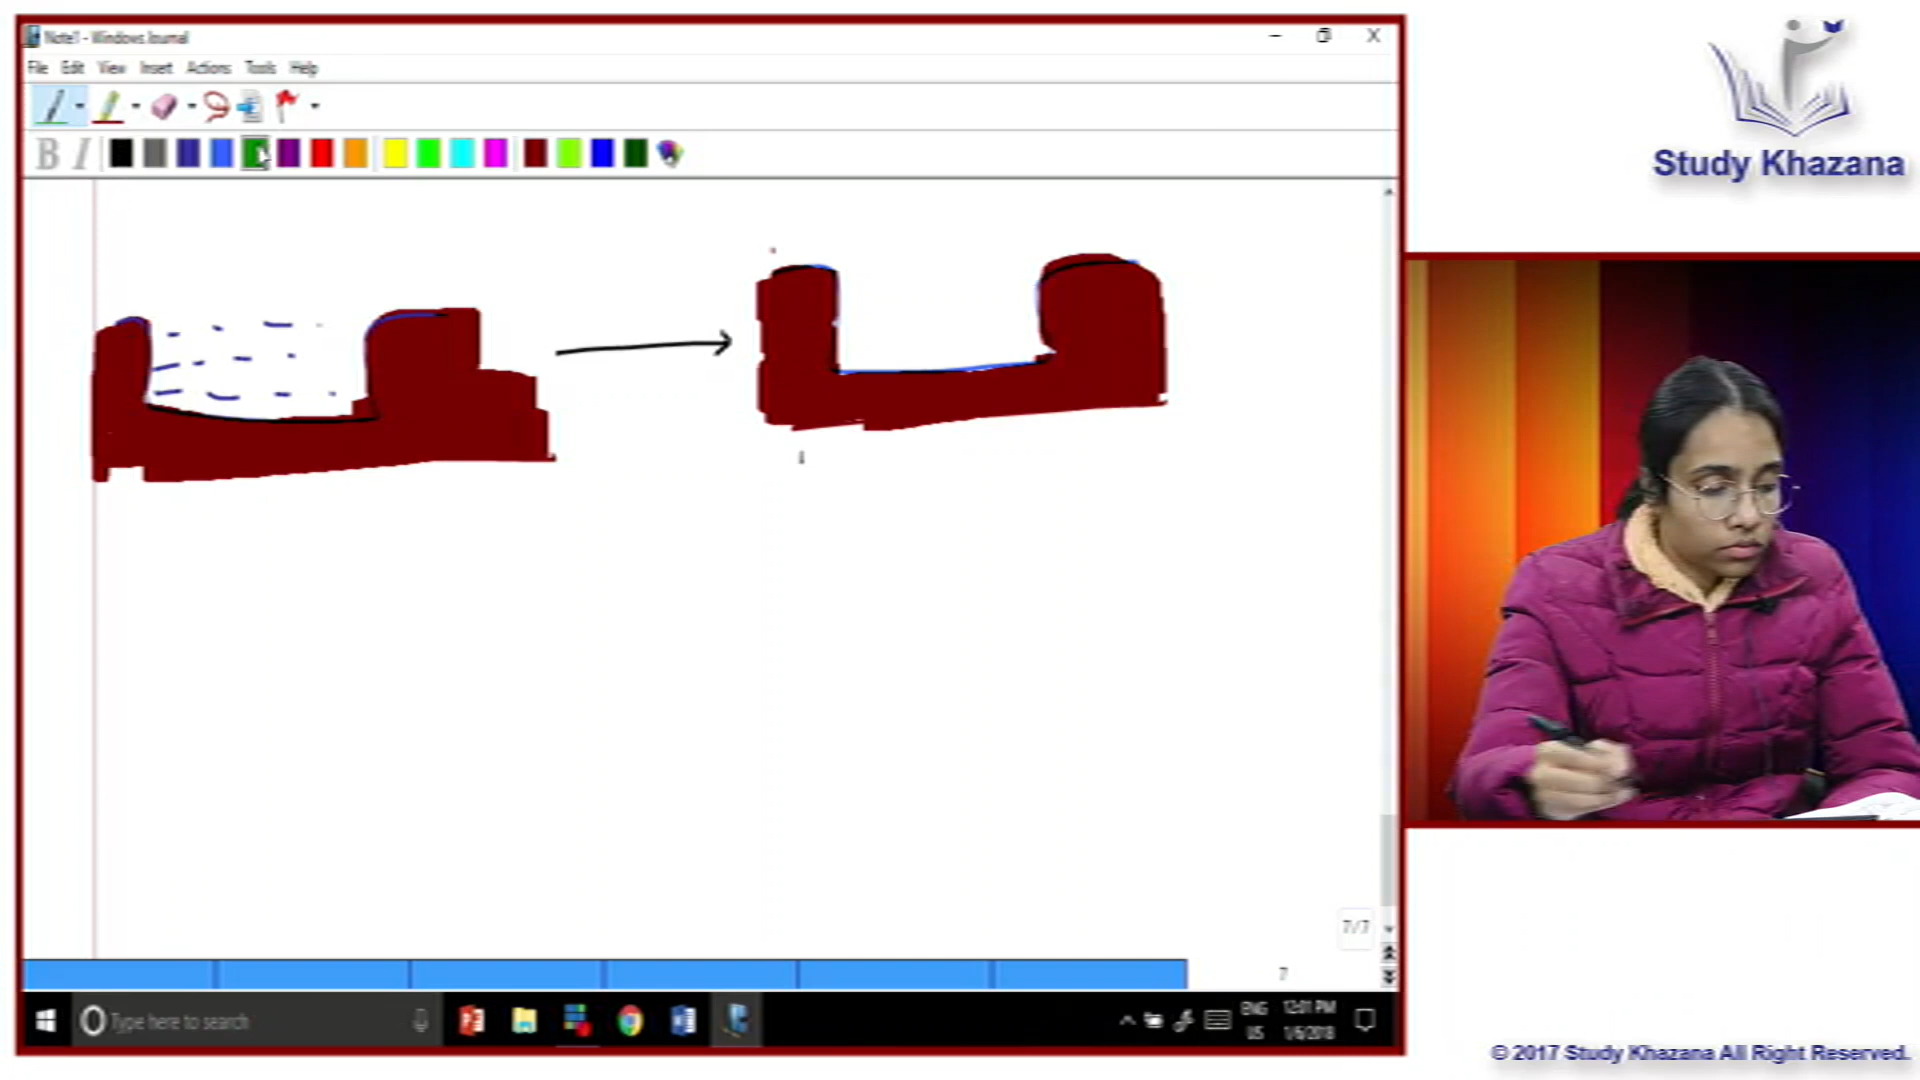 Note1 - Windows Journal
File Edit View Insert Actions Tools Help
B I
Study Khazana
7/7
7
Type here to search
ENG
US
12:01 PM
1/6/2018
© 2017 Study Khazana All Right Reserved.